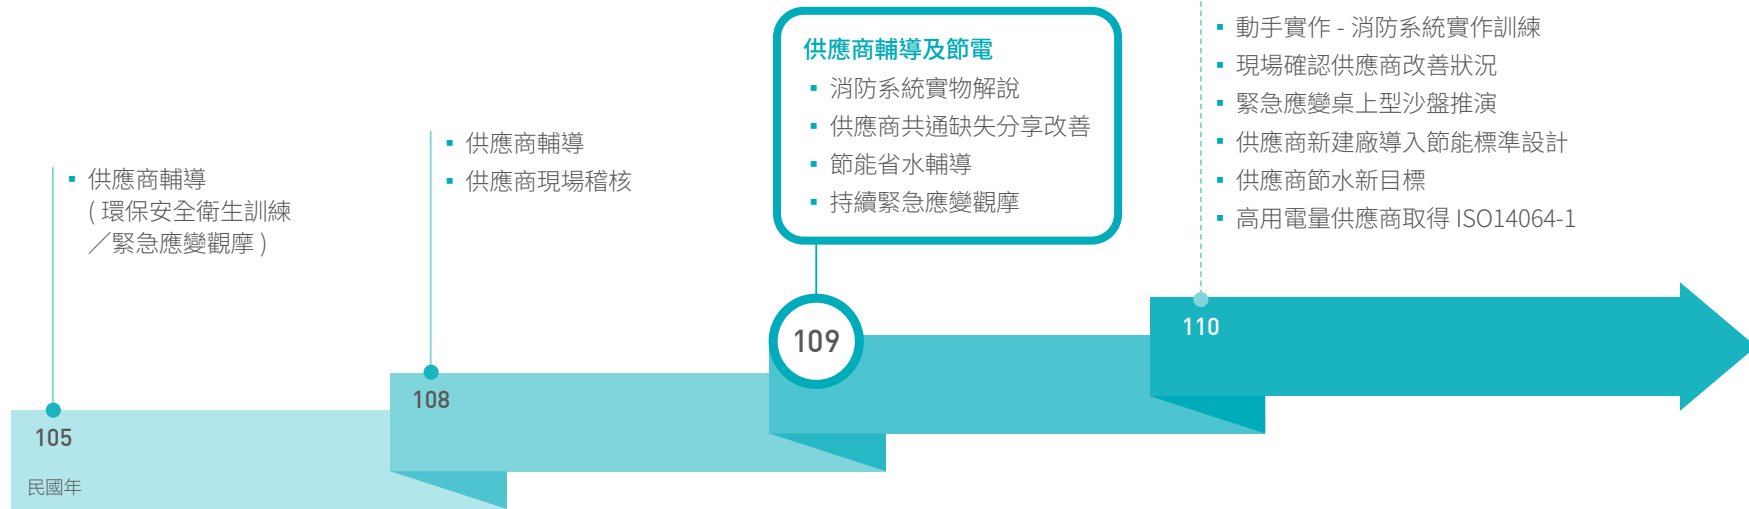 供應商輔導
( 環保安全衛生訓練
／緊急應變觀摩 )
105
民國年
供應商輔導
供應商現場稽核
108
供應商輔導及節電
消防系統實物解說
供應商共通缺失分享改善
節能省水輔導
持續緊急應變觀摩
109
動手實作 - 消防系統實作訓練
現場確認供應商改善狀況
緊急應變桌上型沙盤推演
供應商新建廠導入節能標準設計
供應商節水新目標
高用電量供應商取得 ISO14064-1
110